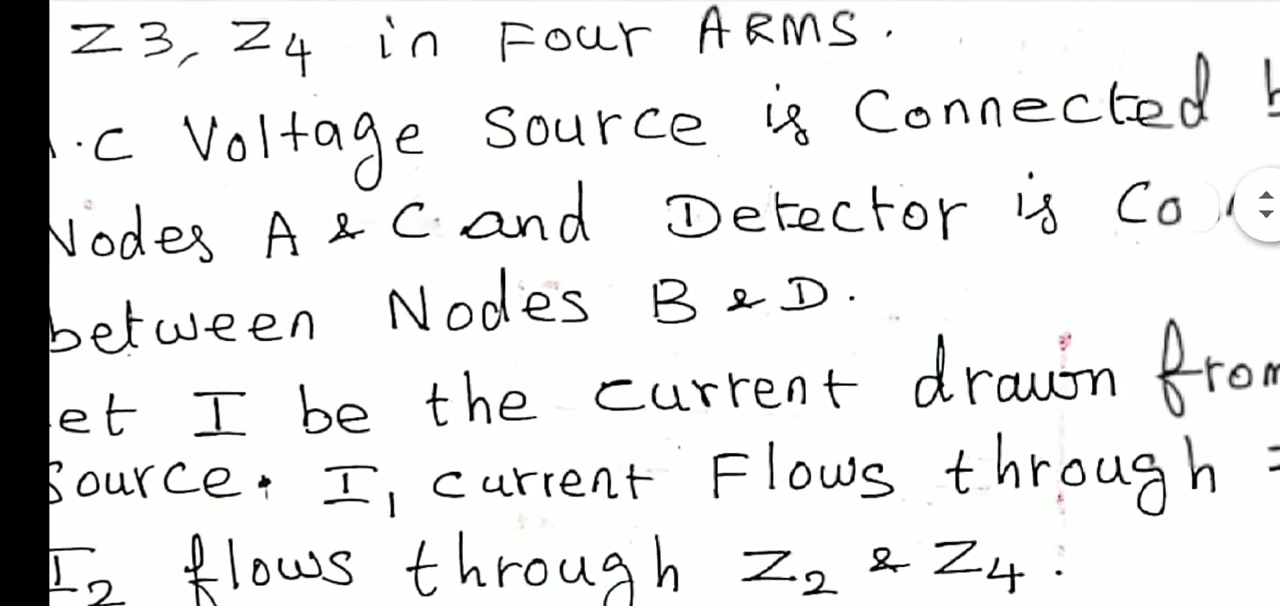 Z3, Z4 in Four ARMS.
.C Voltage Source is Connected
Nodes A & C and Detector is Co
between Nodes B & D.
et I be the current drawn from
Source. I1 current Flows through
I2 flows through Z2 & Z4.